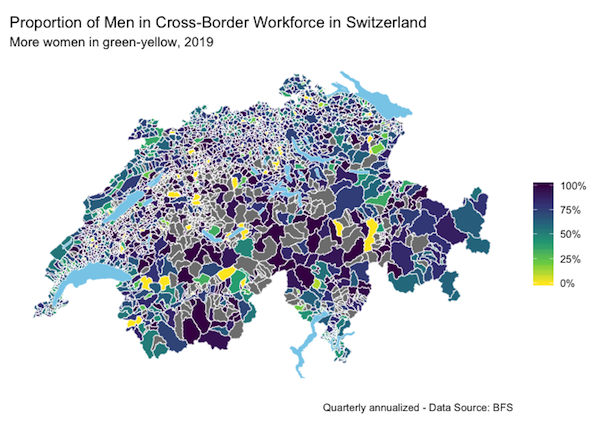 Proportion of Men in Cross-Border Workforce in Switzerland
More women in green-yellow, 2019
100%
75%
50%
25%
0%
Quarterly annualized - Data Source: BFS